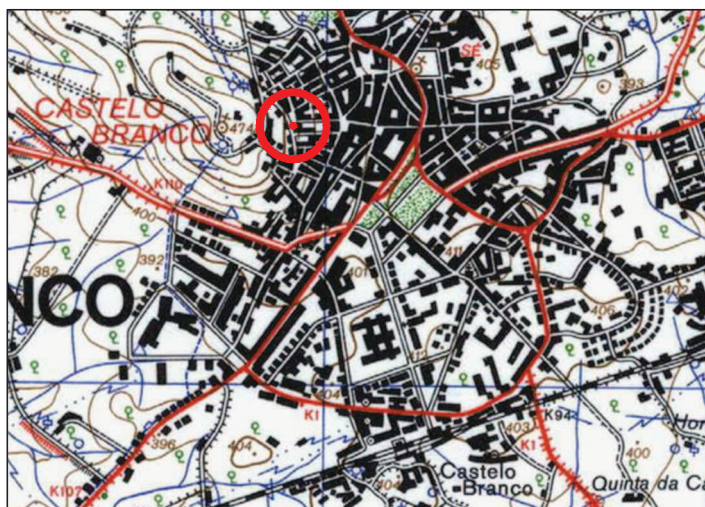 SÉ
405
393
CASTELO
BRANCO
474
K110
400
392
382
401
411
402
406
NCO
412
404
K1
396
404
403
K94
K1
400
Castelo
Branco
Hor
Quinta da Ca
K107